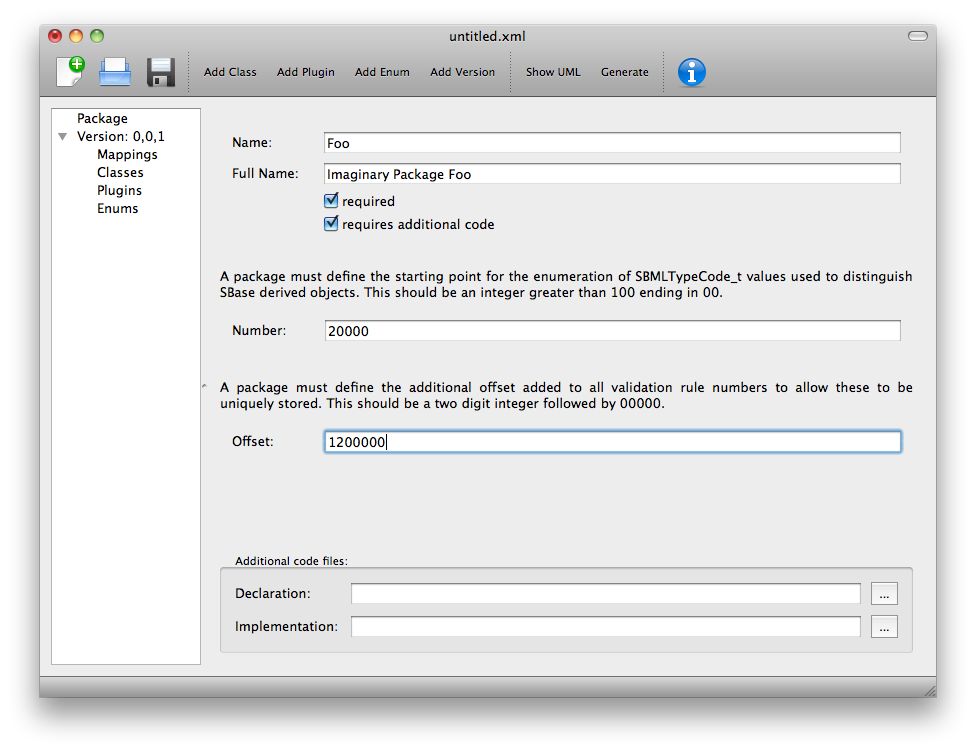 untitled.xml
Add Class Add Plugin Add Enum Add Version Show UML Generate
Package
Version: 0,0,1
Mappings
Classes
Plugins
Enums
Name: Foo
Full Name: Imaginary Package Foo
required
requires additional code
A package must define the starting point for the enumeration of SBMLTypeCode_t values used to distinguish
SBase derived objects. This should be an integer greater than 100 ending in 00.
Number: 20000
A package must define the additional offset added to all validation rule numbers to allow these to be
uniquely stored. This should be a two digit integer followed by 00000.
Offset: 1200000
Additional code files:
Declaration: ...
Implementation: ...